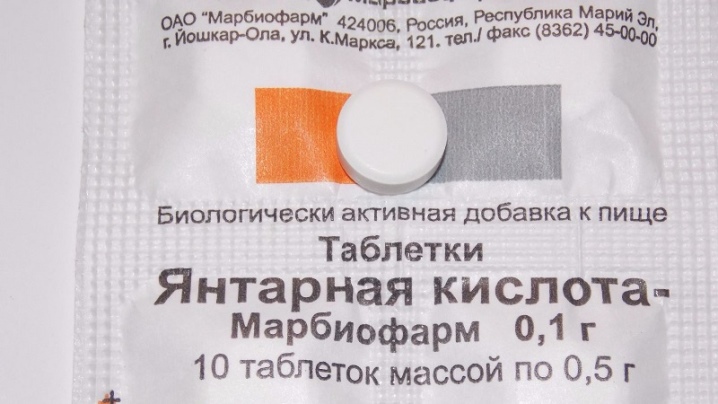 ОАО "Марбиофарм" 424006, Россия, Республика Марий Эл,
г. Йошкар-Ола, ул. К.Маркса, 121. тел./ факс (8362) 45-00-00
Биологически активная добавка к пище
Таблетки
Янтарная кислота-
Марбиофарм 0,1 г
10 таблеток массой по 0,5 г